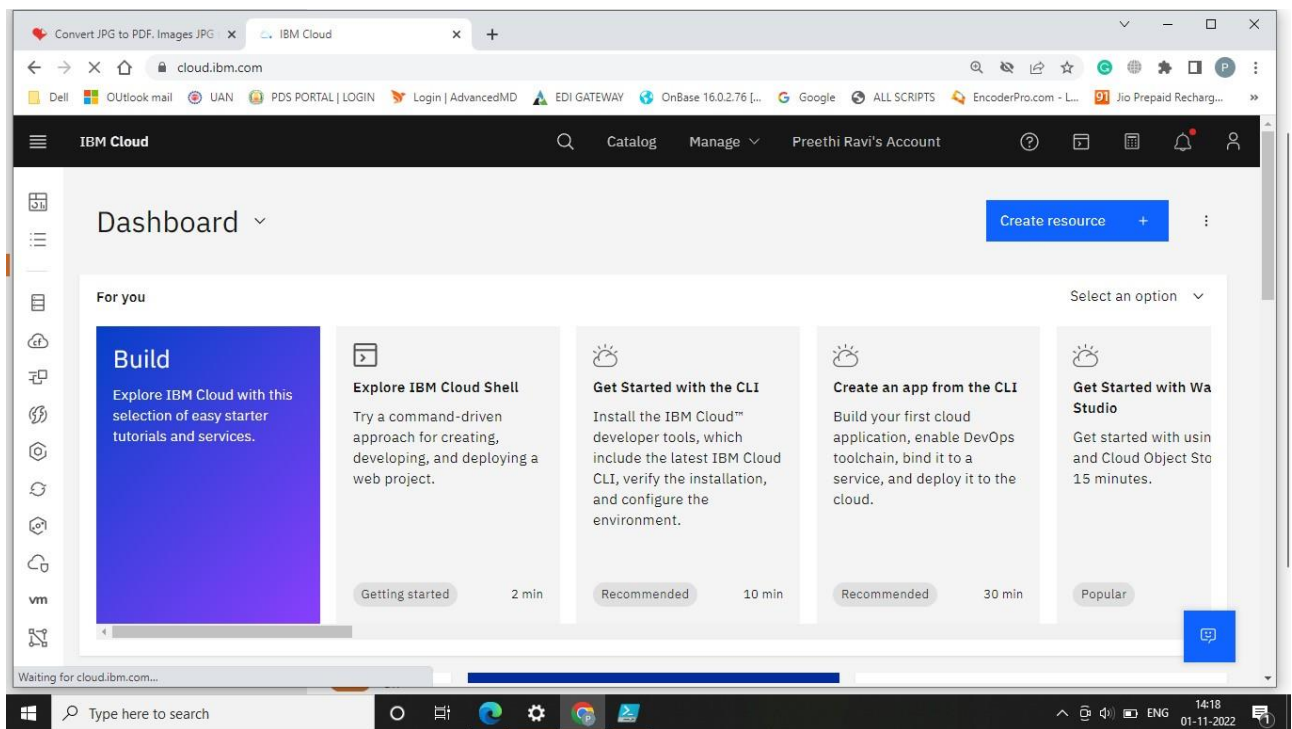 Convert JPG to PDF. Images JPG
IBM Cloud
cloud.ibm.com
Dell
OUtlook mail
UAN
PDS PORTAL | LOGIN
Login | AdvancedMD
EDI GATEWAY
OnBase 16.0.2.76 [...
Google
ALL SCRIPTS
EncoderPro.com - L...
91
Jio Prepaid Recharg...
»
IBM Cloud
Catalog
Manage
Preethi Ravi's Account
Dashboard
Create resource +
For you
Select an option
Build
Explore IBM Cloud with this
selection of easy starter
tutorials and services.
Explore IBM Cloud Shell
Try a command-driven
approach for creating,
developing, and deploying a
web project.
Getting started
2 min
Get Started with the CLI
Install the IBM Cloud™
developer tools, which
include the latest IBM Cloud
CLI, verify the installation,
and configure the
environment.
Recommended
10 min
Create an app from the CLI
Build your first cloud
application, enable DevOps
toolchain, bind it to a
service, and deploy it to the
cloud.
Recommended
30 min
Get Started with Wa
Studio
Get started with usin
and Cloud Object Sto
15 minutes.
Popular
vm
Waiting for cloud.ibm.com...
Type here to search
ENG
14:18
01-11-2022
1